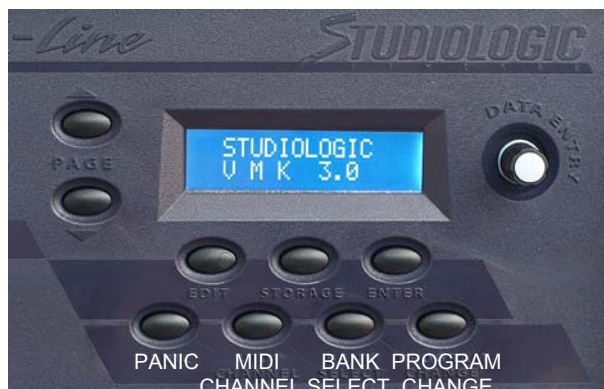 -Line STUDIOLOGIC
DATA ENTRY
PAGE
STUDIOLOGIC
V M K 3.0
EDIT STORAGE ENTER
PANIC MIDI BANK PROGRAM
CHANNEL SELECT CHANGE